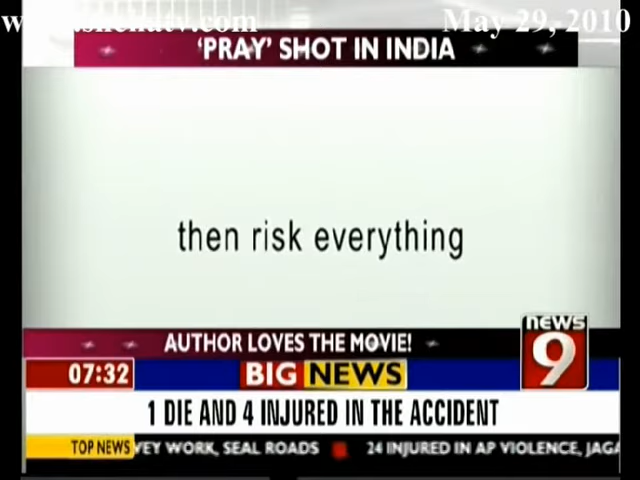 May 29, 2010
'PRAY' SHOT IN INDIA
then risk everything
AUTHOR LOVES THE MOVIE!
NEWS
9
07:32
BIG NEWS
1 DIE AND 4 INJURED IN THE ACCIDENT
TOP NEWS
VEY WORK, SEAL ROADS
24 INJURED IN AP VIOLENCE, JAGA